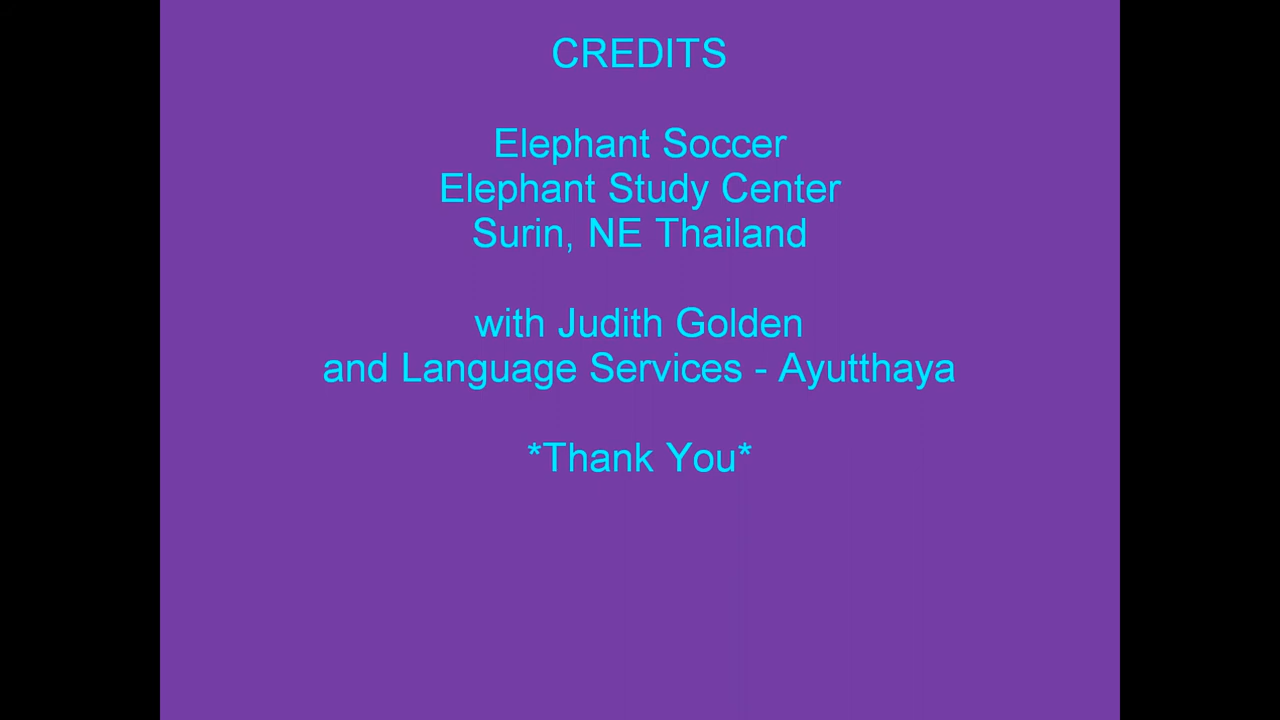 CREDITS
Elephant Soccer
Elephant Study Center
Surin, NE Thailand
with Judith Golden
and Language Services - Ayutthaya
*Thank You*